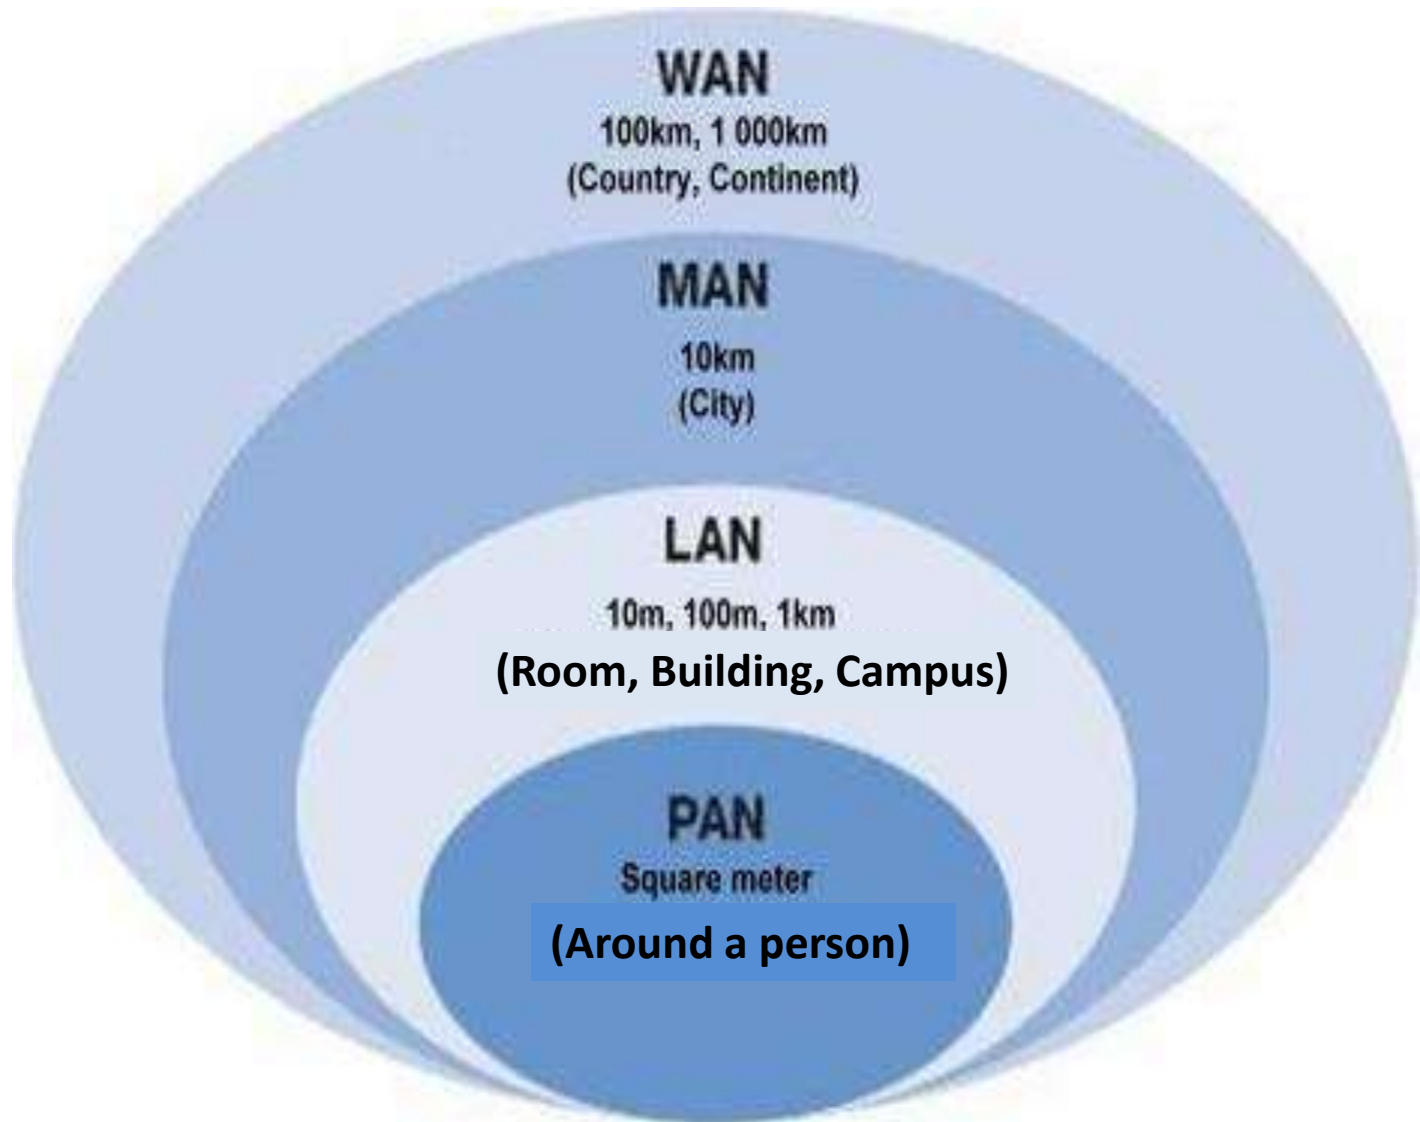 WAN
100km, 1 000km
(Country, Continent)
MAN
10km
(City)
LAN
10m, 100m, 1km
(Room, Building, Campus)
PAN
Square meter
(Around a person)